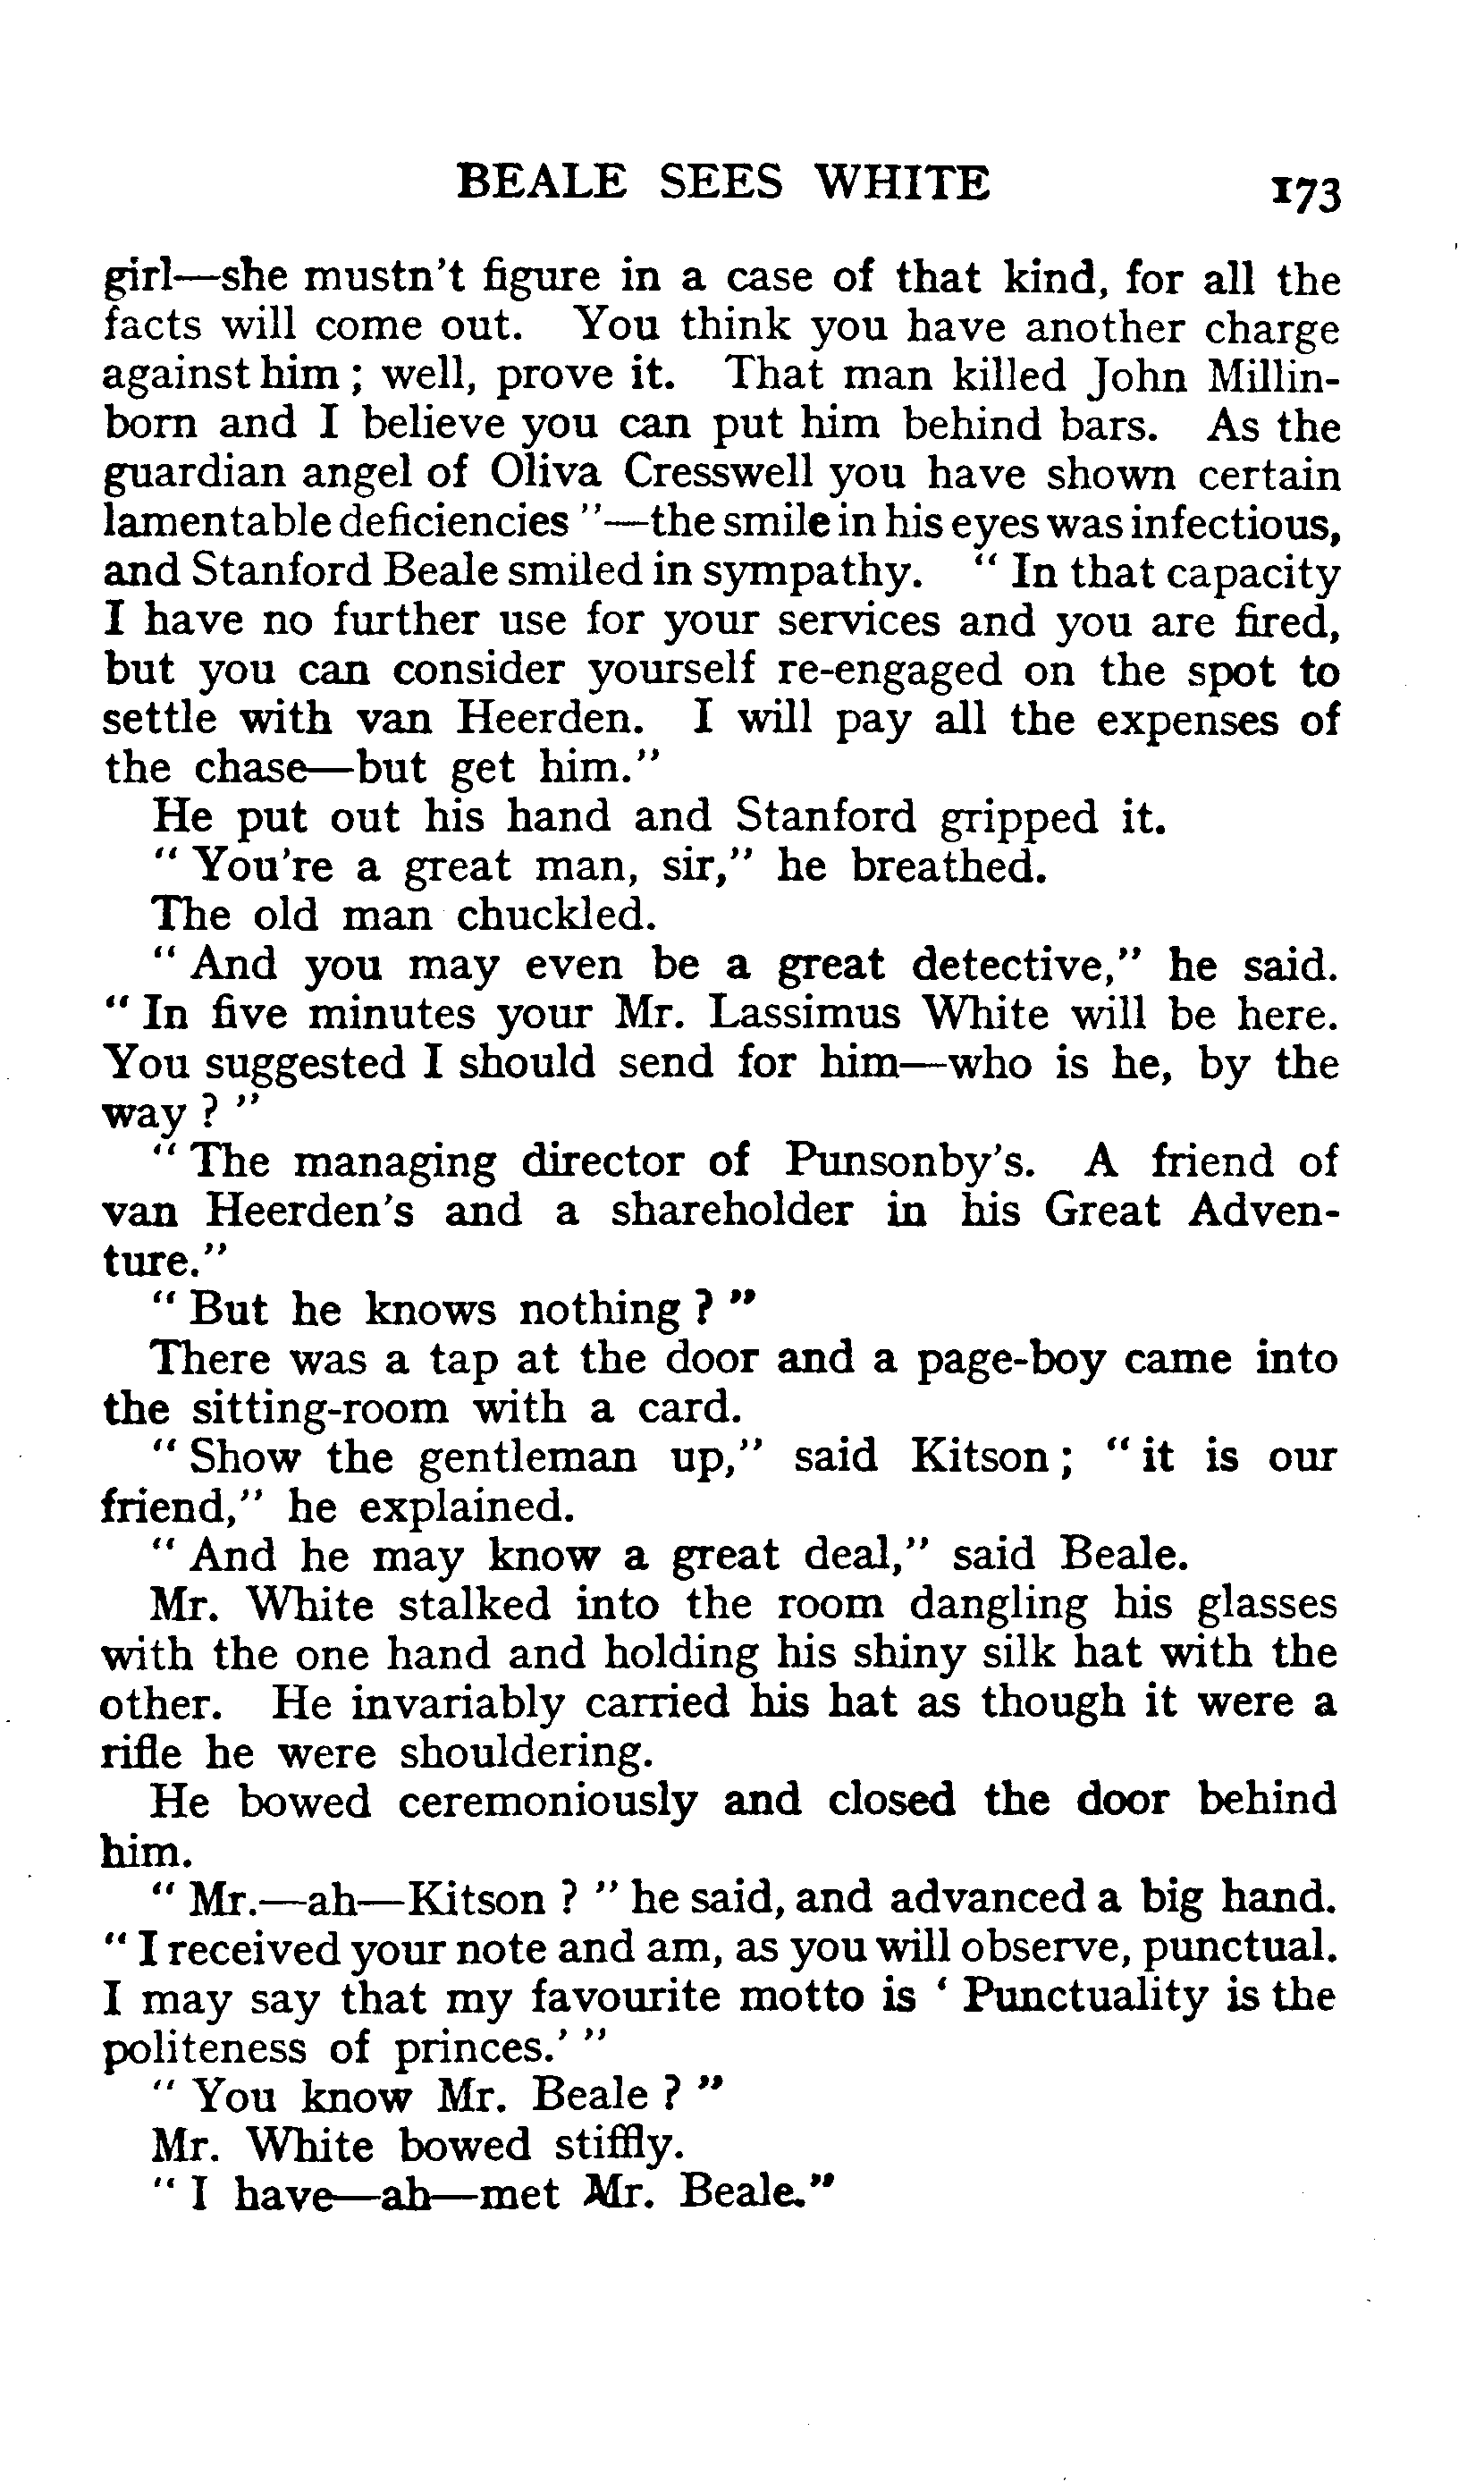 BEALE SEES WHITE 173
girl—she mustn't figure in a case of that kind, for all the
facts will come out. You think you have another charge
against him ; well, prove it. That man killed John Millin-
born and I believe you can put him behind bars. As the
guardian angel of Oliva Cresswell you have shown certain
lamentable deficiencies "—the smile in his eyes was infectious,
and Stanford Beale smiled in sympathy. " In that capacity
I have no further use for your services and you are fired,
but you can consider yourself re-engaged on the spot to
settle with van Heerden. I will pay all the expenses of
the chase—but get him."
He put out his hand and Stanford gripped it.
" You're a great man, sir," he breathed.
The old man chuckled.
" And you may even be a great detective," he said.
" In five minutes your Mr. Lassimus White will be here.
You suggested I should send for him—who is he, by the
way ? "
" The managing director of Punsonby's. A friend of
van Heerden's and a shareholder in his Great Adven-
ture."
" But he knows nothing ? "
There was a tap at the door and a page-boy came into
the sitting-room with a card.
" Show the gentleman up," said Kitson ; " it is our
friend," he explained.
" And he may know a great deal," said Beale.
Mr. White stalked into the room dangling his glasses
with the one hand and holding his shiny silk hat with the
other. He invariably carried his hat as though it were a
rifle he were shouldering.
He bowed ceremoniously and closed the door behind
him.
" Mr.—ah—Kitson ? " he said, and advanced a big hand.
" I received your note and am, as you will observe, punctual.
I may say that my favourite motto is ' Punctuality is the
politeness of princes.' "
" You know Mr. Beale ? "
Mr. White bowed stiffly.
" I have—ah—met Mr. Beale."